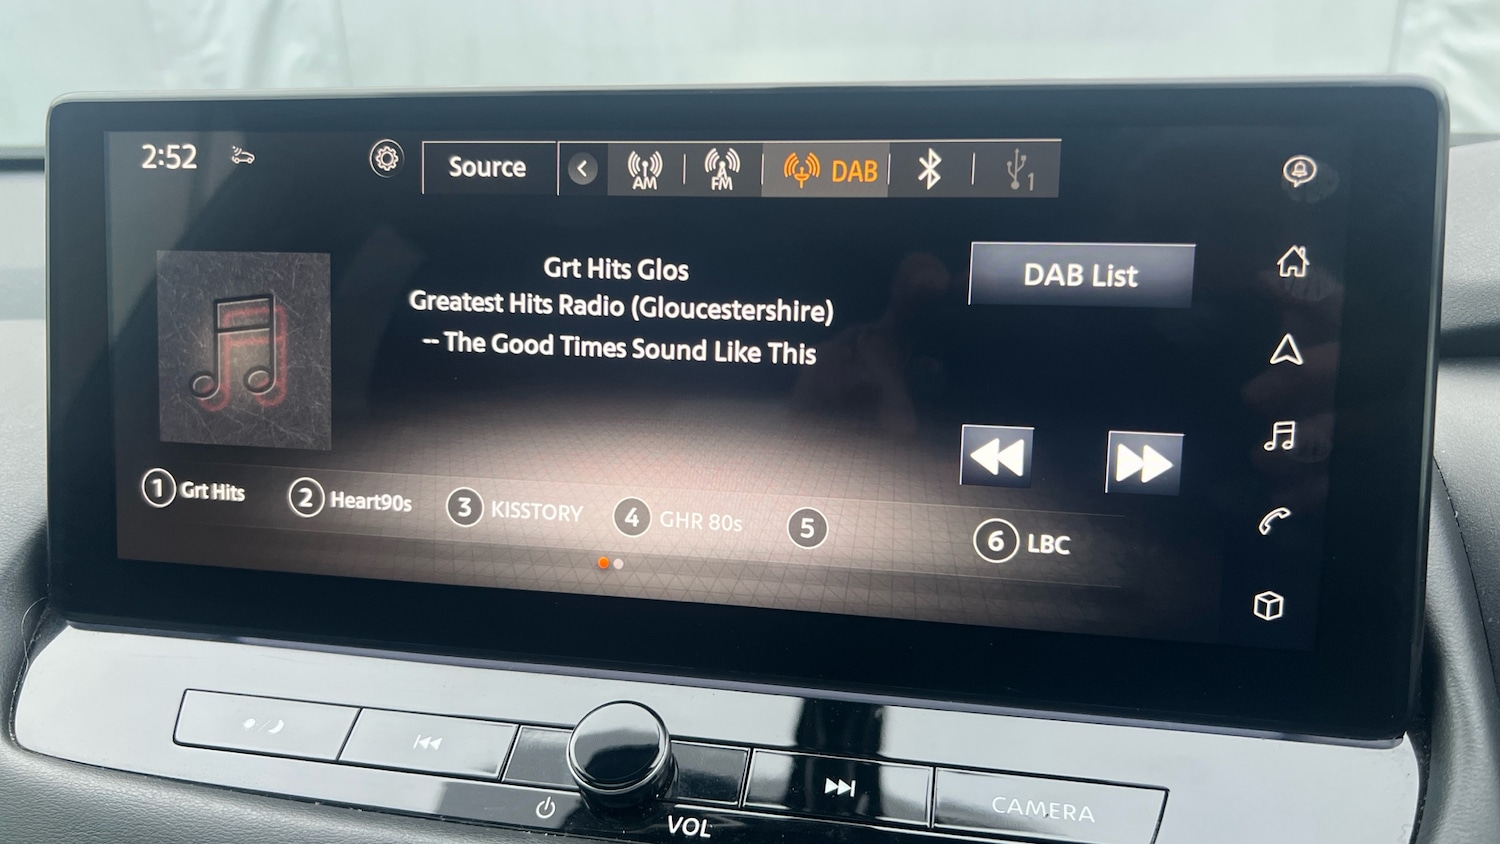 2:52
Source
AM
FM
DAB
1
Grt Hits Glos
Greatest Hits Radio (Gloucestershire)
-- The Good Times Sound Like This
DAB List
1 Grt Hits
2 Heart90s
3 KISSTORY
4 GHR 80s
5
6 LBC
VOL
CAMERA